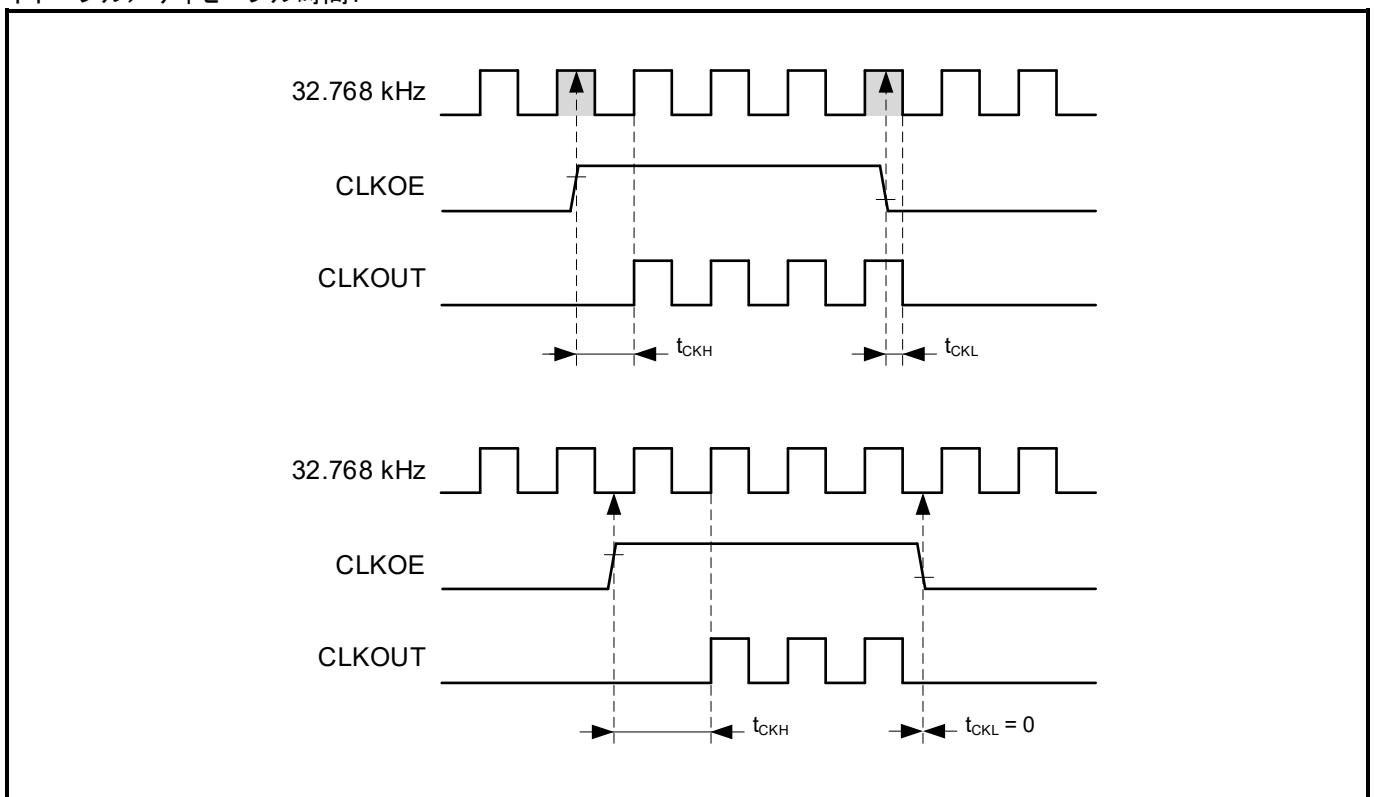 32.768 kHz
CLKOE
CLKOUT
tCKH
tCKL
32.768 kHz
CLKOE
CLKOUT
tCKH
tCKL = 0